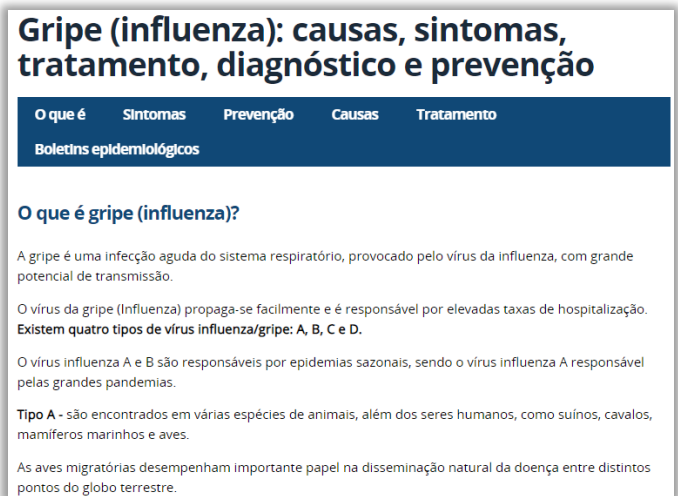 Gripe (influenza): causas, sintomas,
tratamento, diagnóstico e prevenção
O que é Sintomas Prevenção Causas Tratamento
Boletins epidemiológicos
O que é gripe (influenza)?
A gripe é uma infecção aguda do sistema respiratório, provocado pelo vírus da influenza, com grande
potencial de transmissão.
O vírus da gripe (Influenza) propaga-se facilmente e é responsável por elevadas taxas de hospitalização.
Existem quatro tipos de vírus influenza/gripe: A, B, C e D.
O vírus influenza A e B são responsáveis por epidemias sazonais, sendo o vírus influenza A responsável
pelas grandes pandemias.
Tipo A - são encontrados em várias espécies de animais, além dos seres humanos, como suínos, cavalos,
mamíferos marinhos e aves.
As aves migratórias desempenham importante papel na disseminação natural da doença entre distintos
pontos do globo terrestre.